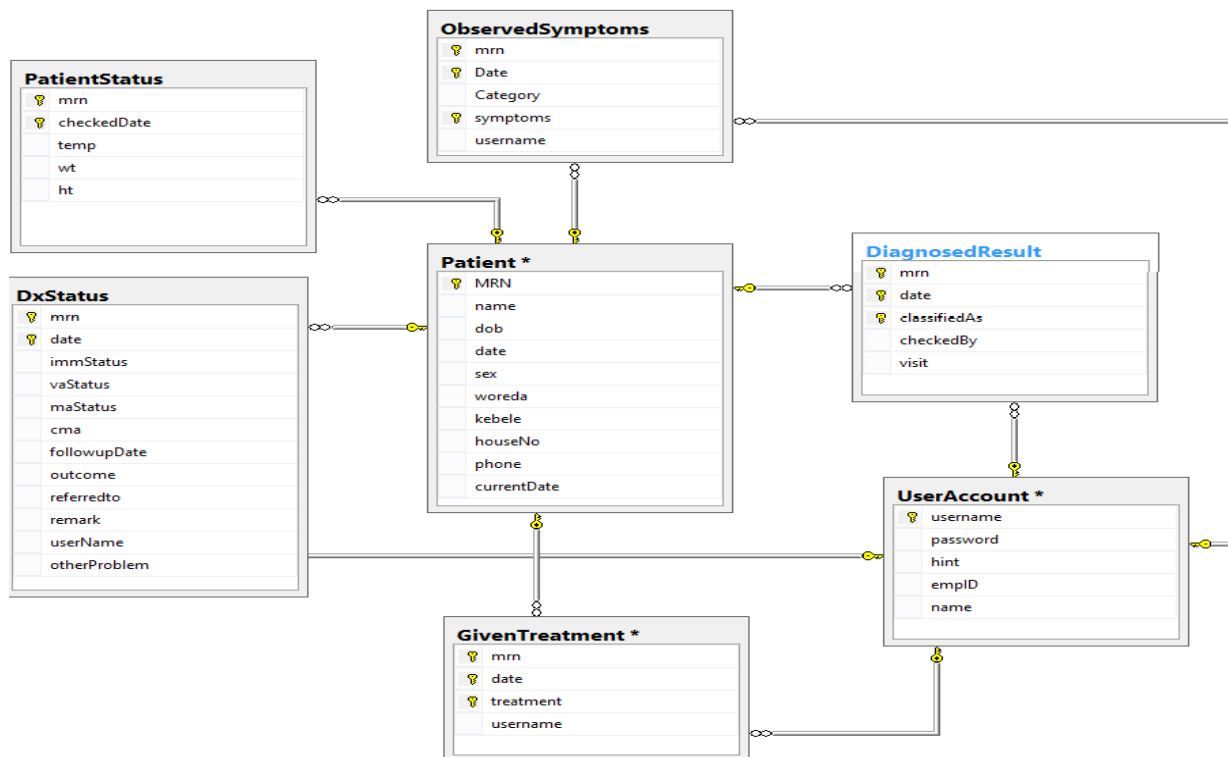 ObservedSymptoms
mrn
Date
Category
symptoms
username
PatientStatus
mrn
checkedDate
temp
wt
ht
Patient *
MRN
name
dob
date
sex
woreda
kebele
houseNo
phone
currentDate
DiagnosedResult
mrn
date
classifiedAs
checkedBy
visit
DxStatus
mrn
date
immStatus
vaStatus
maStatus
cma
followupDate
outcome
referredto
remark
userName
otherProblem
UserAccount *
username
password
hint
empID
name
GivenTreatment *
mrn
date
treatment
username